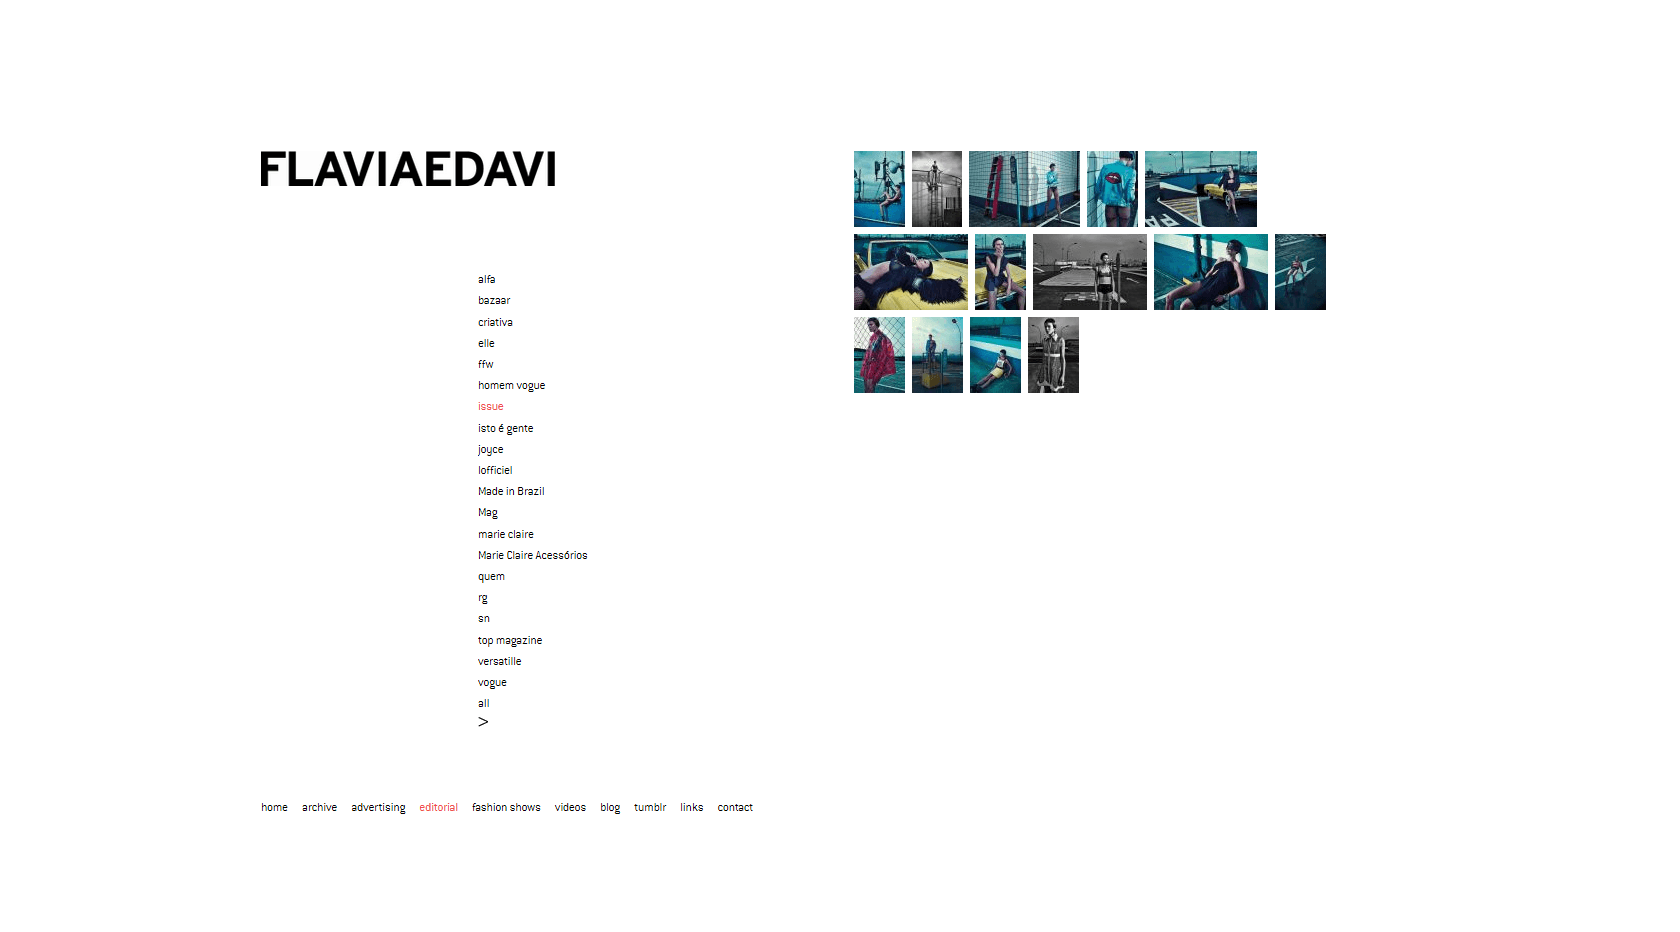 FLAVIAEDAVI
alfa
bazaar
criativa
elle
ffw
homem vogue
issue
isto é gente
joyce
lofficiel
Made in Brazil
Mag
marie claire
Marie Claire Acessórios
quem
rg
sn
top magazine
versatille
vogue
all
>
home archive advertising editorial fashion shows videos blog tumblr links contact